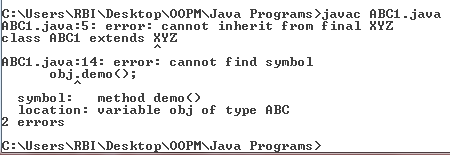 C:\Users\RBI\Desktop\OOPM\Java Programs>javac ABC1.java
ABC1.java:5: error: cannot inherit from final XYZ
class ABC1 extends XYZ
                   ^
ABC1.java:14: error: cannot find symbol
      obj.demo();
         ^
  symbol:   method demo()
  location: variable obj of type ABC
2 errors
C:\Users\RBI\Desktop\OOPM\Java Programs>